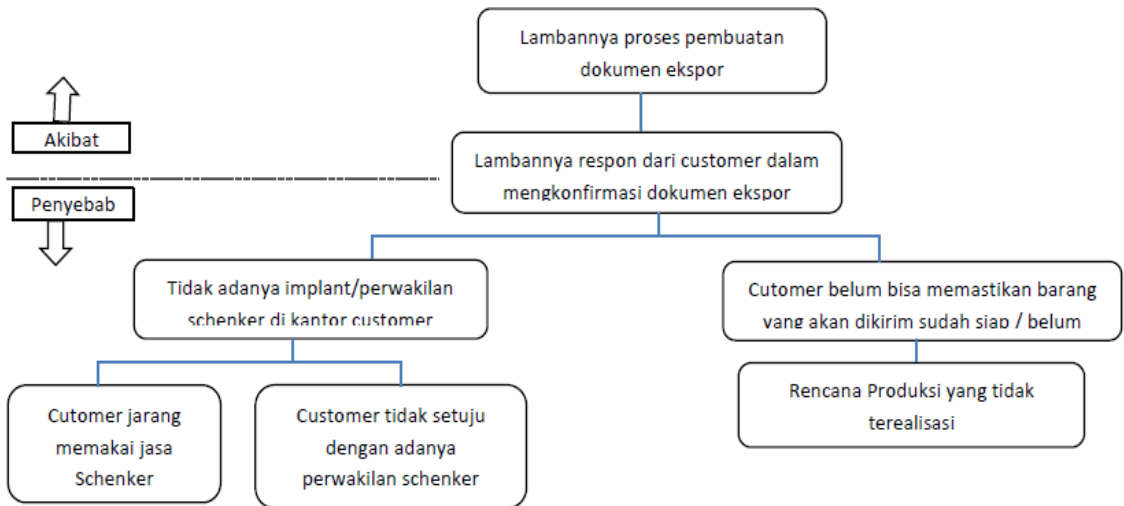 Lambannya proses pembuatan
dokumen ekspor
Akibat
Lambannya respon dari customer dalam
mengkonfirmasi dokumen ekspor
Penyebab
Tidak adanya implant/perwakilan
schenker di kantor customer
Cutomer belum bisa memastikan barang
yang akan dikirim sudah siap / belum
Cutomer jarang
memakai jasa
Schenker
Customer tidak setuju
dengan adanya
perwakilan schenker
Rencana Produksi yang tidak
terealisasi